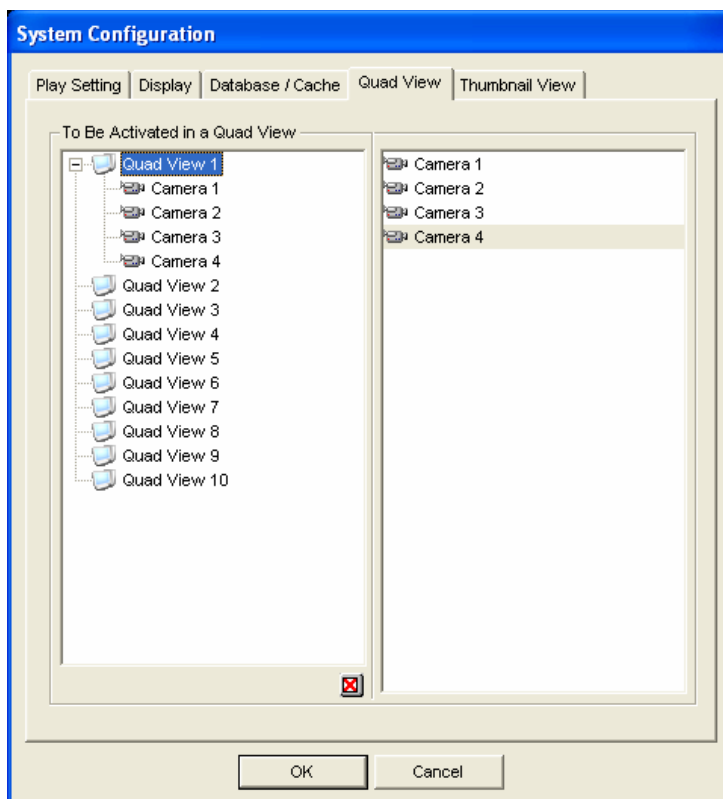 System Configuration
Play Setting Display Database / Cache Quad View Thumbnail View
To Be Activated in a Quad View
Quad View 1
Camera 1
Camera 2
Camera 3
Camera 4
Quad View 2
Quad View 3
Quad View 4
Quad View 5
Quad View 6
Quad View 7
Quad View 8
Quad View 9
Quad View 10
Camera 1
Camera 2
Camera 3
Camera 4
OK Cancel